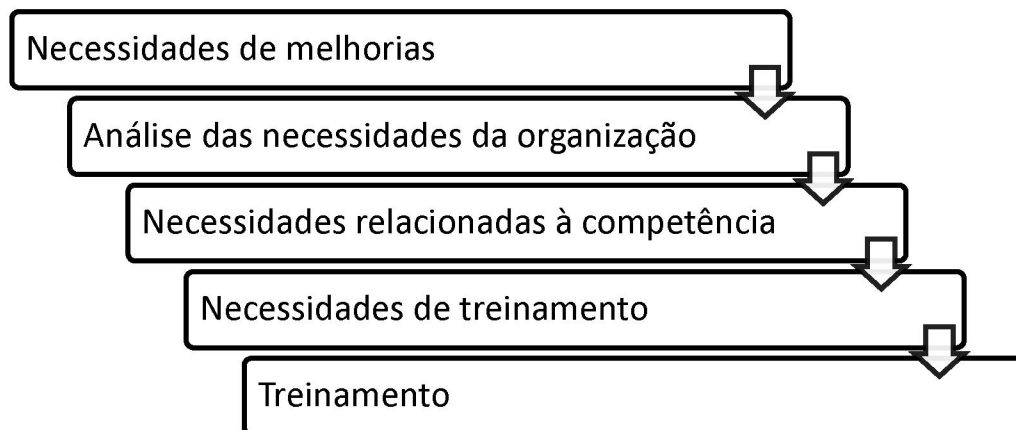 Necessidades de melhorias
Análise das necessidades da organização
Necessidades relacionadas à competência
Necessidades de treinamento
Treinamento